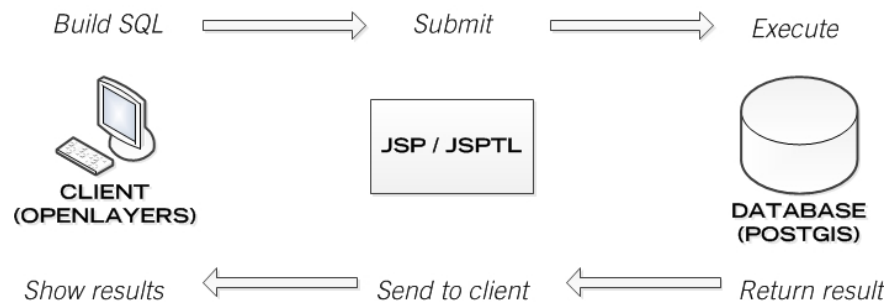 Build SQL
Submit
Execute
JSP / JSPTL
CLIENT
(OPENLAYERS)
DATABASE
(POSTGIS)
Show results
Send to client
Return result